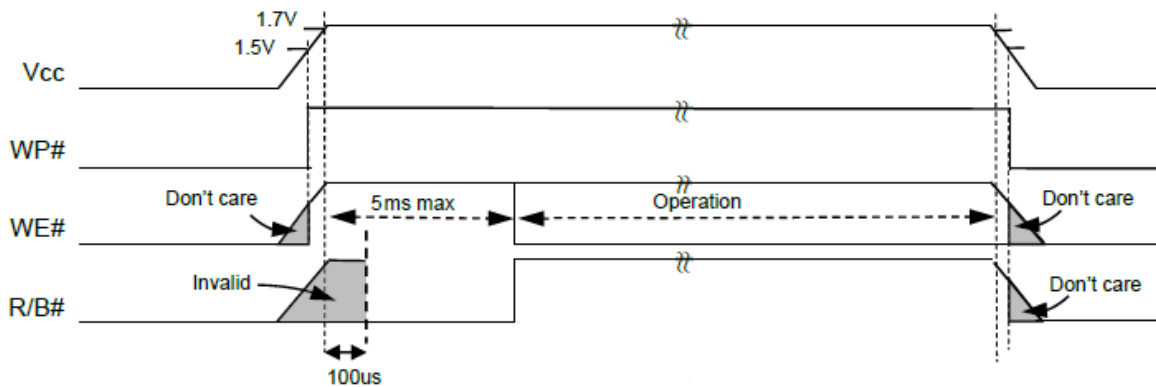 1.7V
1.5V
Vcc
WP#
Don't care
5ms max
Operation
Don't care
WE#
Invalid
Don't care
R/B#
100us